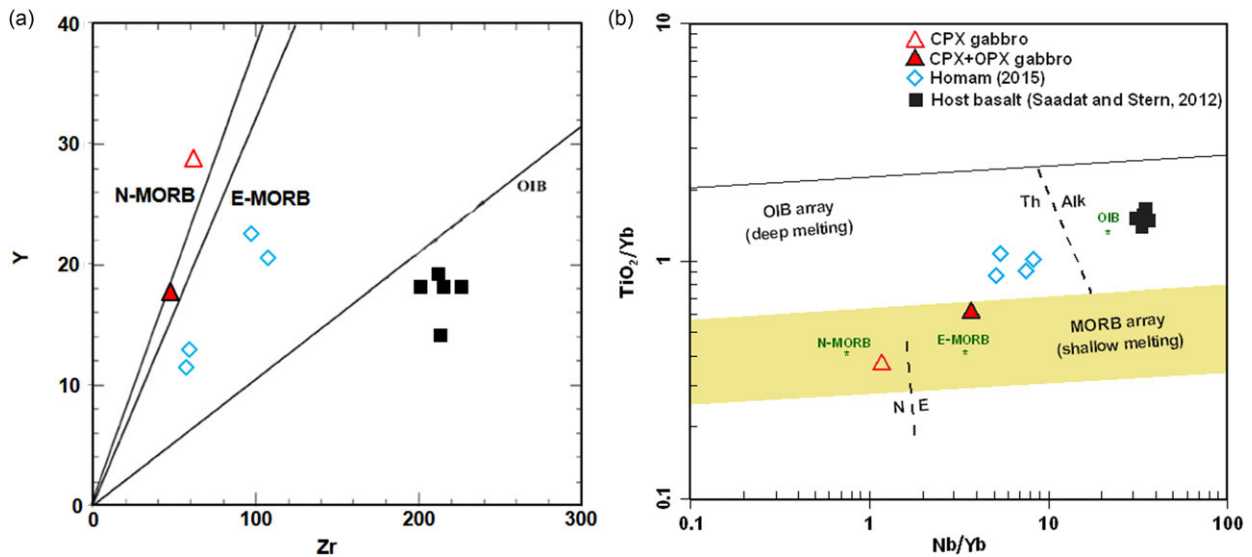 (a)
40
30
20
10
0
Y
0
100
200
300
Zr
N-MORB
E-MORB
OIB
(b)
10
1
0.1
TiO2/Yb
0.1
1
10
100
Nb/Yb
CPX gabbro
CPX+OPX gabbro
Homam (2015)
Host basalt (Saadat and Stern, 2012)
OIB array
(deep melting)
Th
Alk
OIB
*
MORB array
(shallow melting)
N-MORB
*
E-MORB
*
N
E